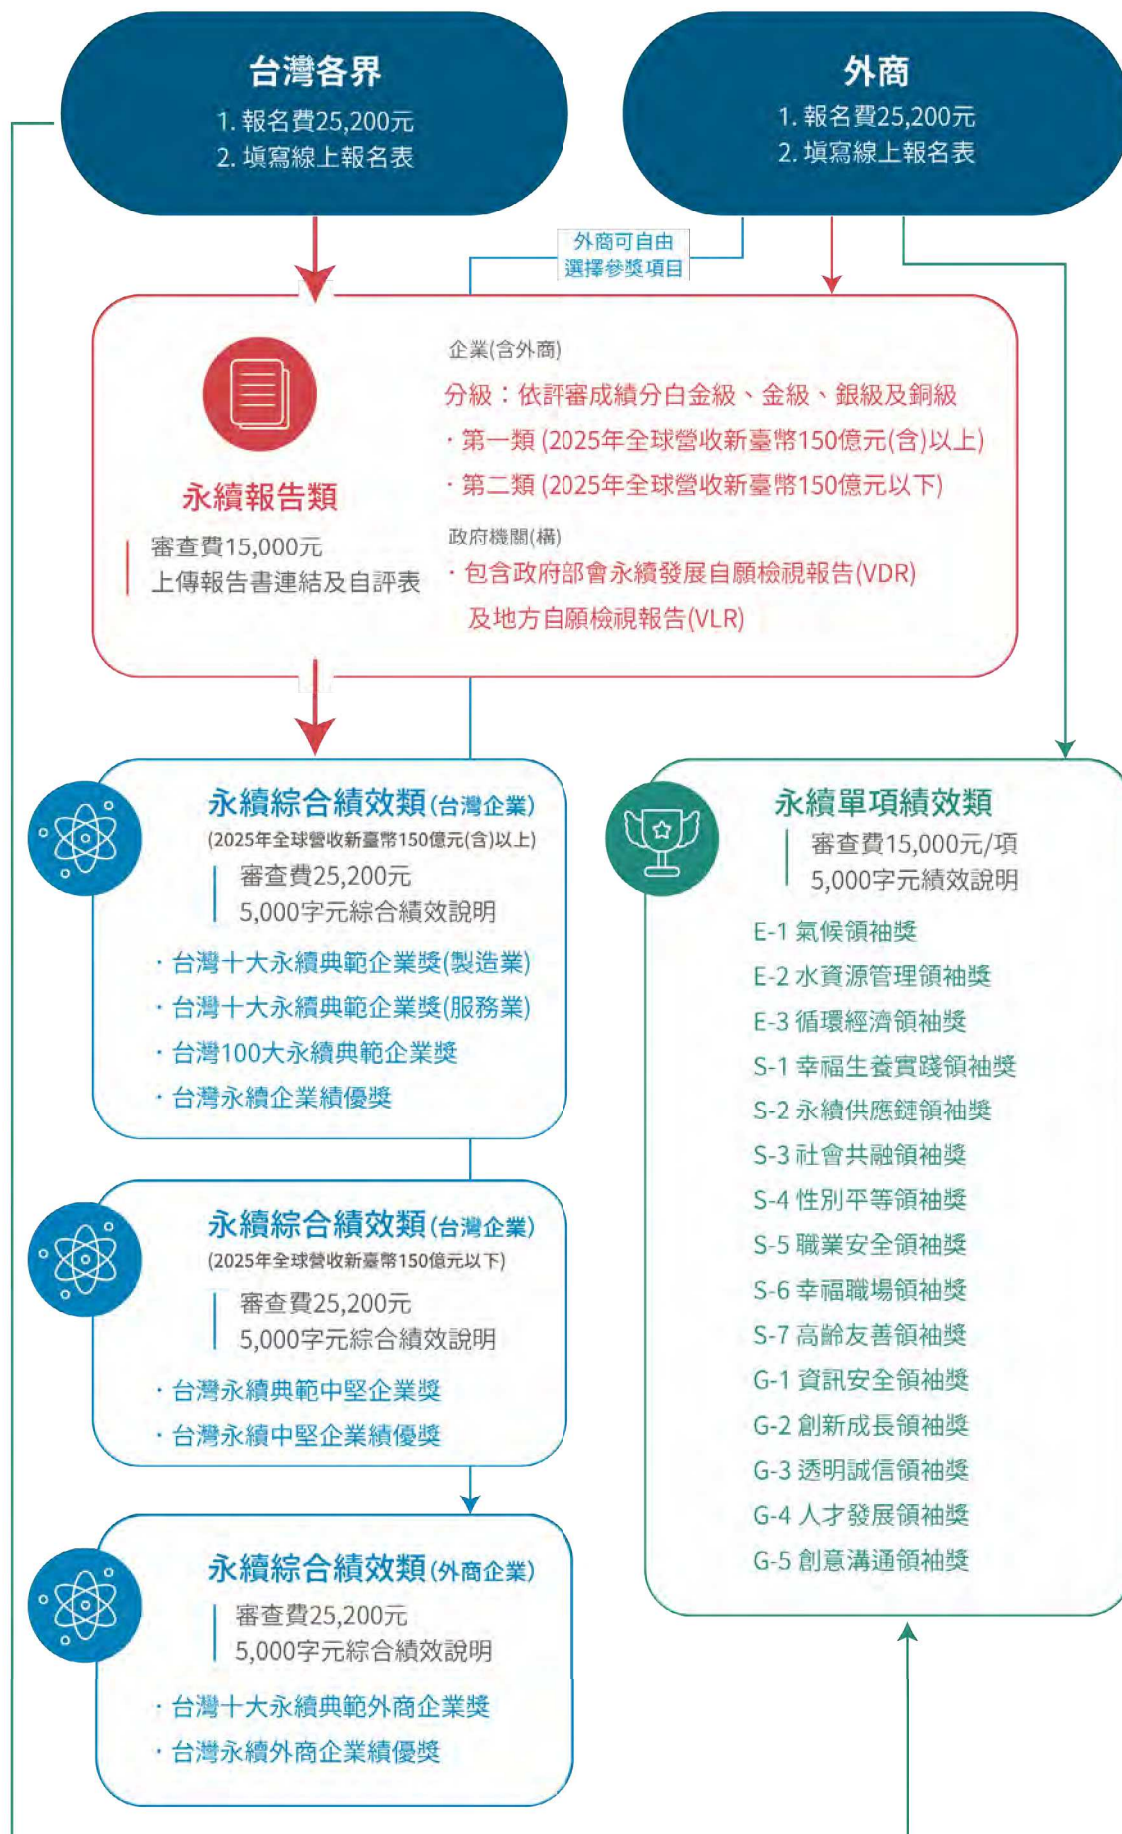 台灣各界
1. 報名費25,200元
2. 填寫線上報名表
外商
1. 報名費25,200元
2. 填寫線上報名表
外商可自由
選擇參獎項目
永續報告類
審查費15,000元
上傳報告書連結及自評表
企業(含外商)
分級：依評審成績分白金級、金級、銀級及銅級
・第一類 (2025年全球營收新臺幣150億元(含)以上)
・第二類 (2025年全球營收新臺幣150億元以下)
政府機關(構)
・包含政府部會永續發展自願檢視報告(VDR)
及地方自願檢視報告(VLR)
永續綜合績效類(台灣企業)
(2025年全球營收新臺幣150億元(含)以上)
審查費25,200元
5,000字元綜合績效說明
・台灣十大永續典範企業獎(製造業)
・台灣十大永續典範企業獎(服務業)
・台灣100大永續典範企業獎
・台灣永續企業績優獎
永續綜合績效類(台灣企業)
(2025年全球營收新臺幣150億元以下)
審查費25,200元
5,000字元綜合績效說明
・台灣永續典範中堅企業獎
・台灣永續中堅企業績優獎
永續綜合績效類(外商企業)
審查費25,200元
5,000字元綜合績效說明
・台灣十大永續典範外商企業獎
・台灣永續外商企業績優獎
永續單項績效類
審查費15,000元/項
5,000字元績效說明
E-1 氣候領袖獎
E-2 水資源管理領袖獎
E-3 循環經濟領袖獎
S-1 幸福生養實踐領袖獎
S-2 永續供應鏈領袖獎
S-3 社會共融領袖獎
S-4 性別平等領袖獎
S-5 職業安全領袖獎
S-6 幸福職場領袖獎
S-7 高齡友善領袖獎
G-1 資訊安全領袖獎
G-2 創新成長領袖獎
G-3 透明誠信領袖獎
G-4 人才發展領袖獎
G-5 創意溝通領袖獎